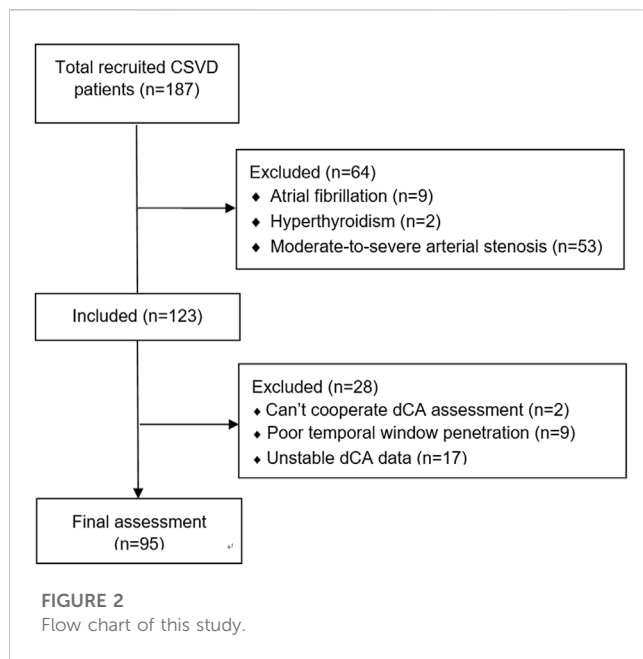 Total recruited CSVD
patients (n=187)
Excluded (n=64)
◆ Atrial fibrillation (n=9)
◆ Hyperthyroidism (n=2)
◆ Moderate-to-severe arterial stenosis (n=53)
Included (n=123)
Excluded (n=28)
◆ Can't cooperate dCA assessment (n=2)
◆ Poor temporal window penetration (n=9)
◆ Unstable dCA data (n=17)
Final assessment
(n=95)
FIGURE 2
Flow chart of this study.